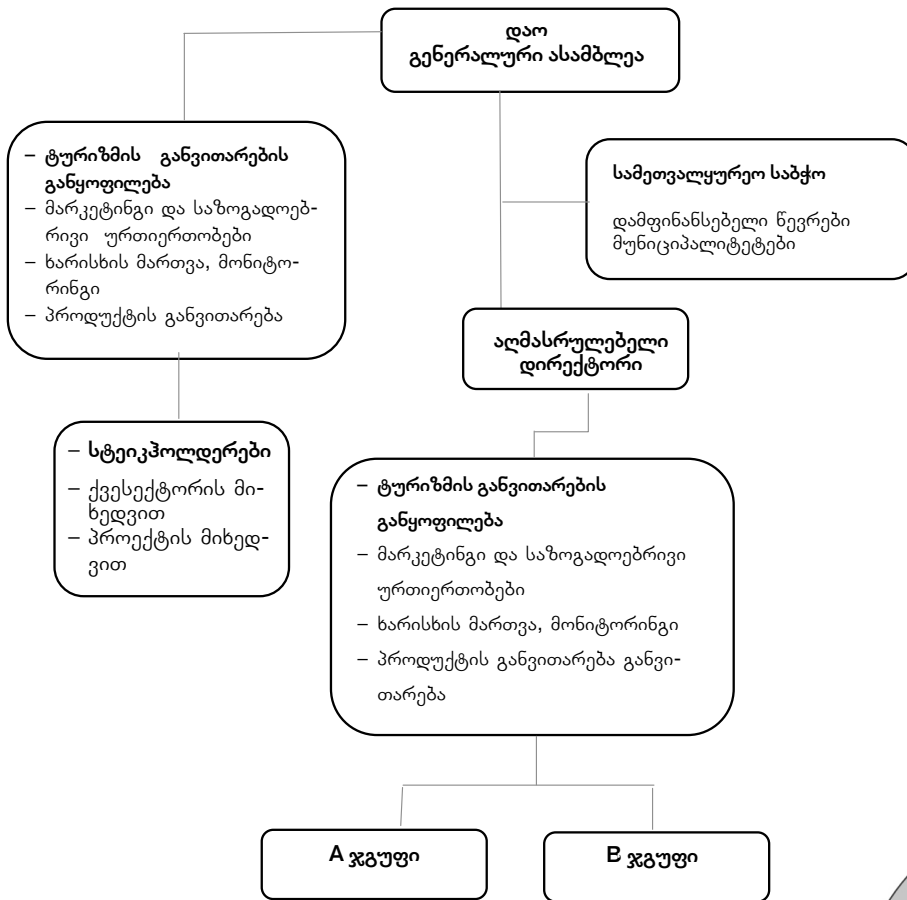 დაო
გენერალური ასამბლეა
– ტურიზმის განვითარების
განყოფილება
– მარკეტინგი და საზოგადოებ-
რივი ურთიერთობები
– ხარისხის მართვა, მონიტო-
რინგი
– პროდუქტის განვითარება
სამეთვალყურეო საბჭო
დამფინანსებელი წევრები
მუნიციპალიტეტები
აღმასრულებელი
დირექტორი
– სტეიკჰოლდერები
– ქვესექტორის მი-
ხედვით
– პროექტის მიხედ-
ვით
– ტურიზმის განვითარების
განყოფილება
– მარკეტინგი და საზოგადოებრივი
ურთიერთობები
– ხარისხის მართვა, მონიტორინგი
– პროდუქტის განვითარება განვი-
თარება
A ჯგუფი
B ჯგუფი